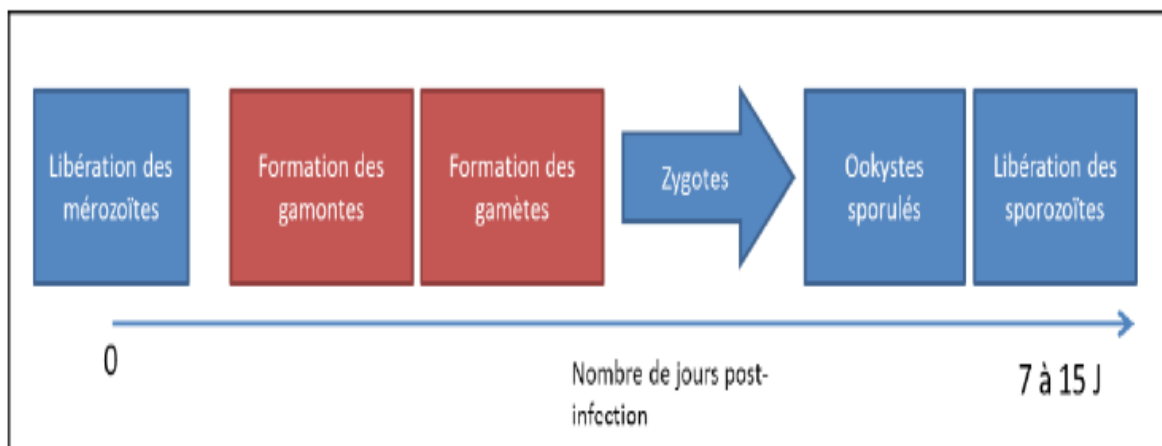 Libération des
mérozoïtes
Formation des
gamontes
Formation des
gamètes
Zygotes
Ookystes
sporulés
Libération des
sporozoïtes
0
Nombre de jours post-
infection
7 à 15 J